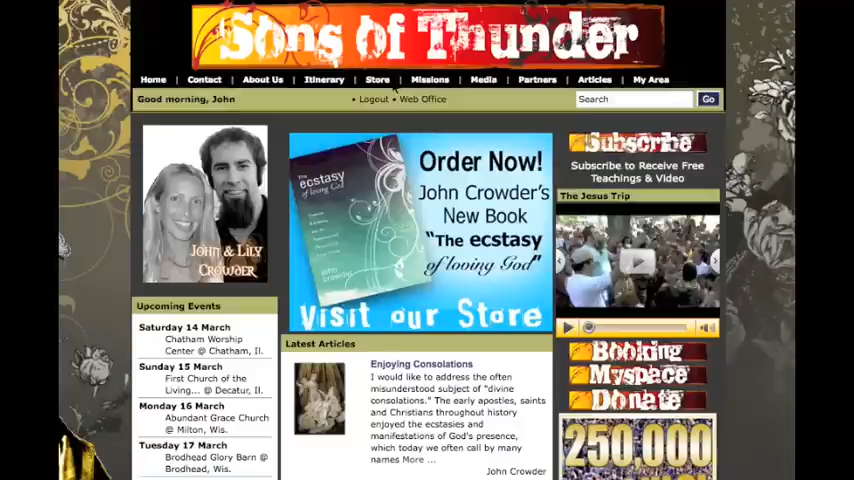 Sons of Thunder
Home | Contact | About Us | Itinerary | Store | Missions | Media | Partners | Articles | My Area
Good morning, John
• Logout • Web Office
Search
Go
JOHN & LILY
CROWDER
Upcoming Events
Saturday 14 March
Chatham Worship
Center @ Chatham, Il.
Sunday 15 March
First Church of the
Living... @ Decatur, Il.
Monday 16 March
Abundant Grace Church
@ Milton, Wis.
Tuesday 17 March
Brodhead Glory Barn @
Brodhead, Wis.
The
ecstasy
of loving God
john crowder
Order Now!
John Crowder's
New Book
"The ecstasy
of loving God"
Visit our Store
Latest Articles
Enjoying Consolations
I would like to address the often
misunderstood subject of "divine
consolations." The early apostles, saints
and Christians throughout history
enjoyed the ecstasies and
manifestations of God's presence,
which today we often call by many
names More ...
John Crowder
Subscribe
Subscribe to Receive Free
Teachings & Video
The Jesus Trip
Booking
Myspace
Donate
250,000